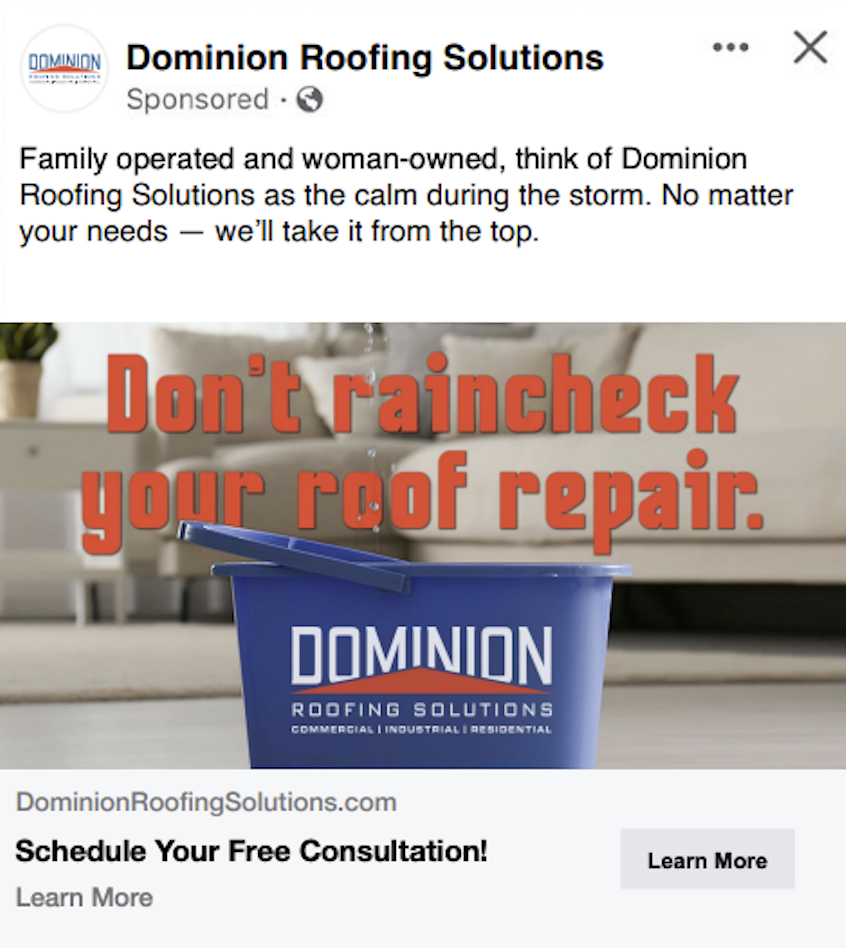 DOMINION
ROOFING SOLUTIONS
Dominion Roofing Solutions
Sponsored ·
Family operated and woman-owned, think of Dominion
Roofing Solutions as the calm during the storm. No matter
your needs — we’ll take it from the top.
Don't raincheck
your roof repair.
DOMINION
ROOFING SOLUTIONS
COMMERCIAL | INDUSTRIAL | RESIDENTIAL
DominionRoofingSolutions.com
Schedule Your Free Consultation!
Learn More
Learn More